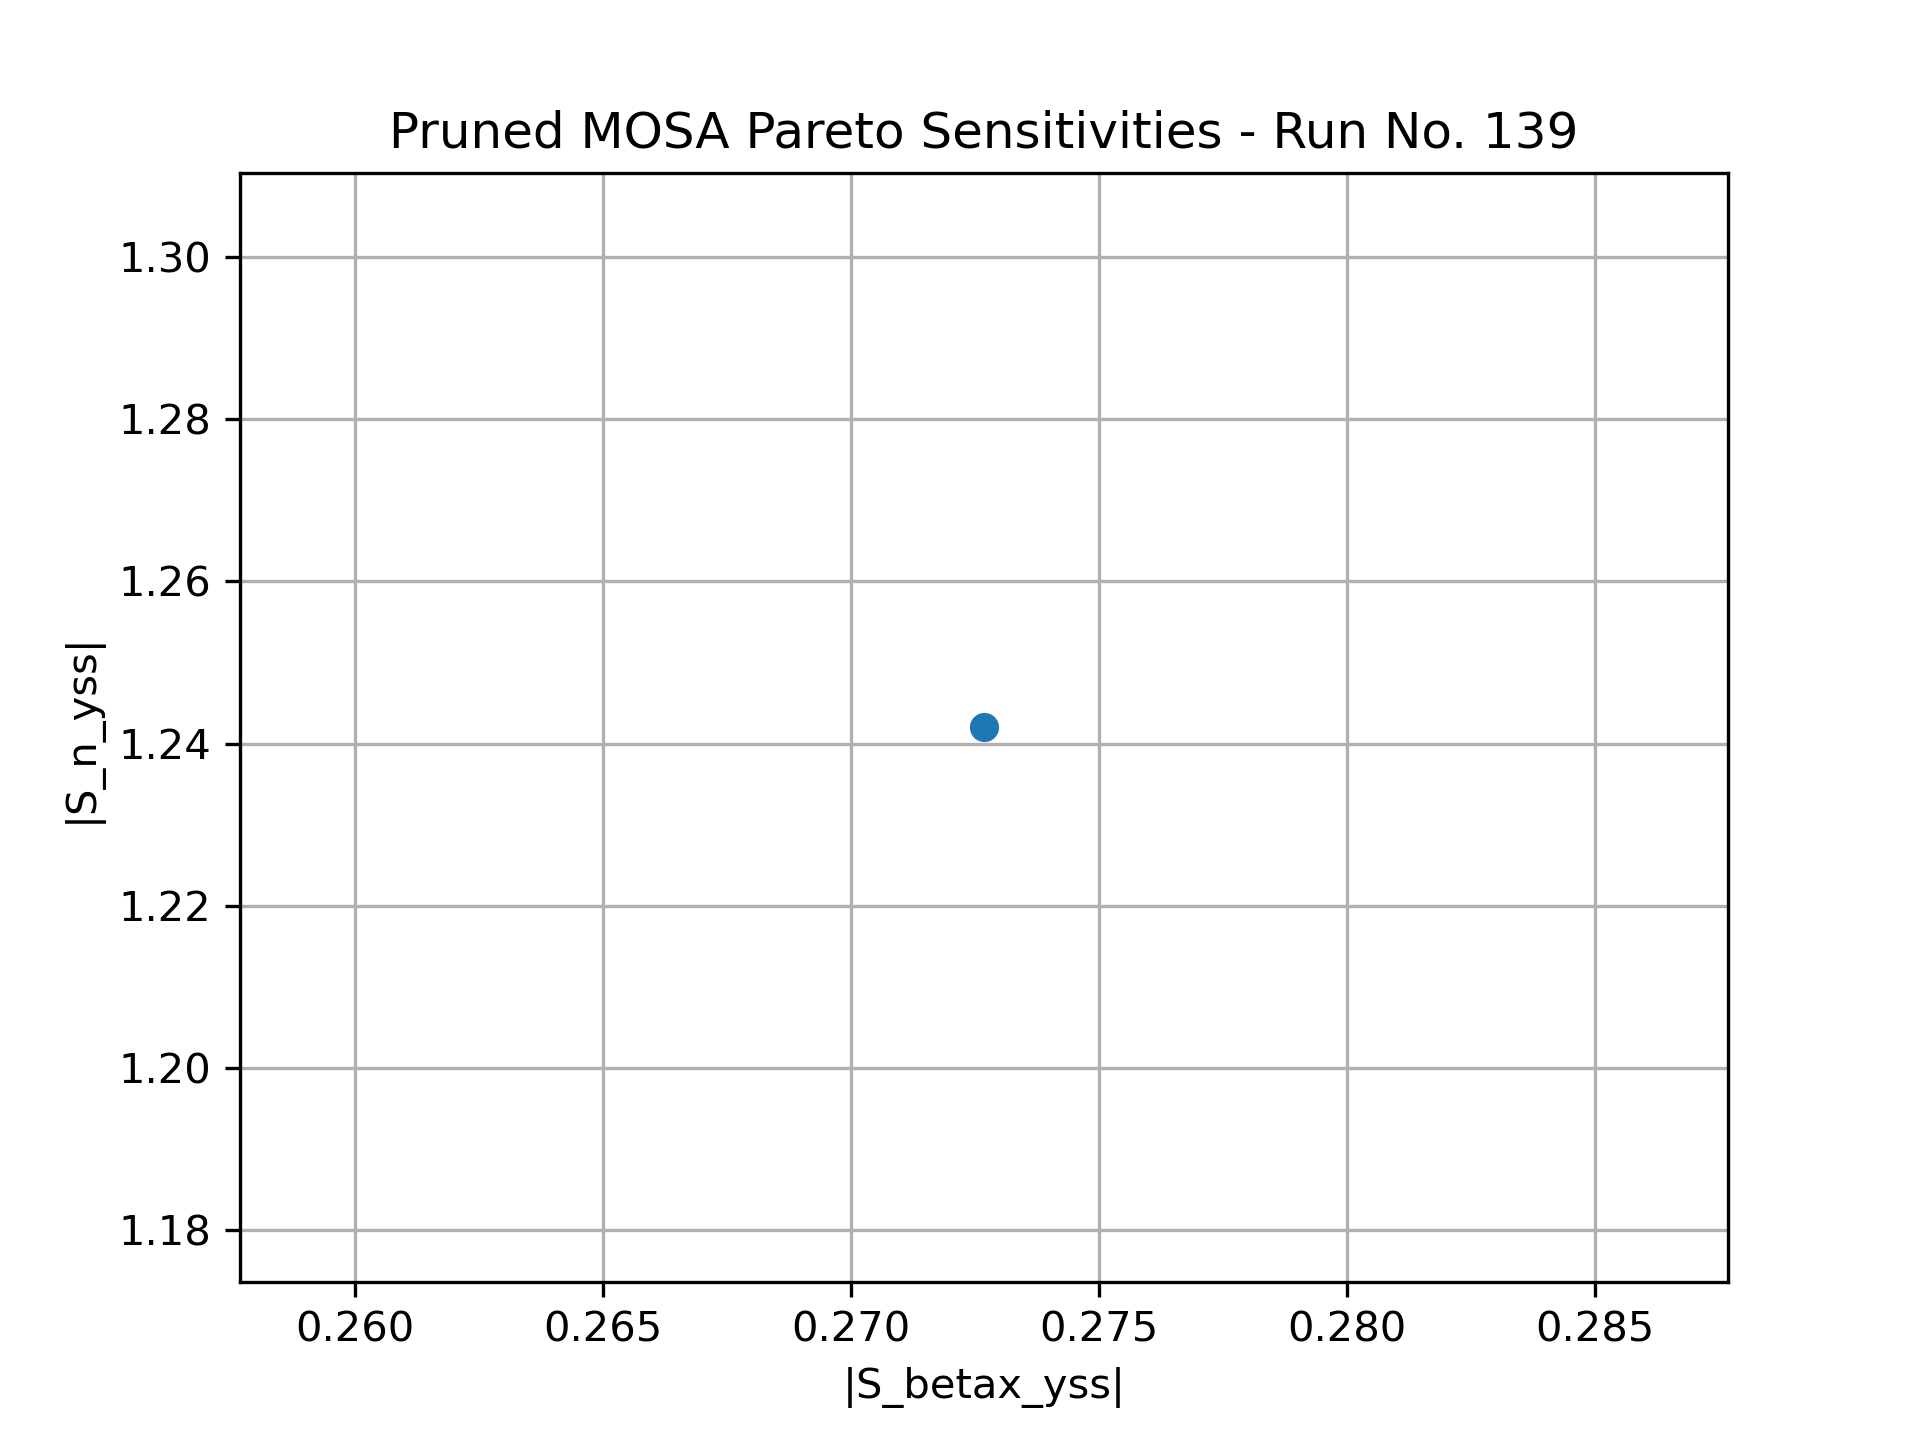 Pruned MOSA Pareto Sensitivities - Run No. 139
|S_n_yss|
1.30
1.28
1.26
1.24
1.22
1.20
1.18
0.260 0.265 0.270 0.275 0.280 0.285
|S_betax_yss|